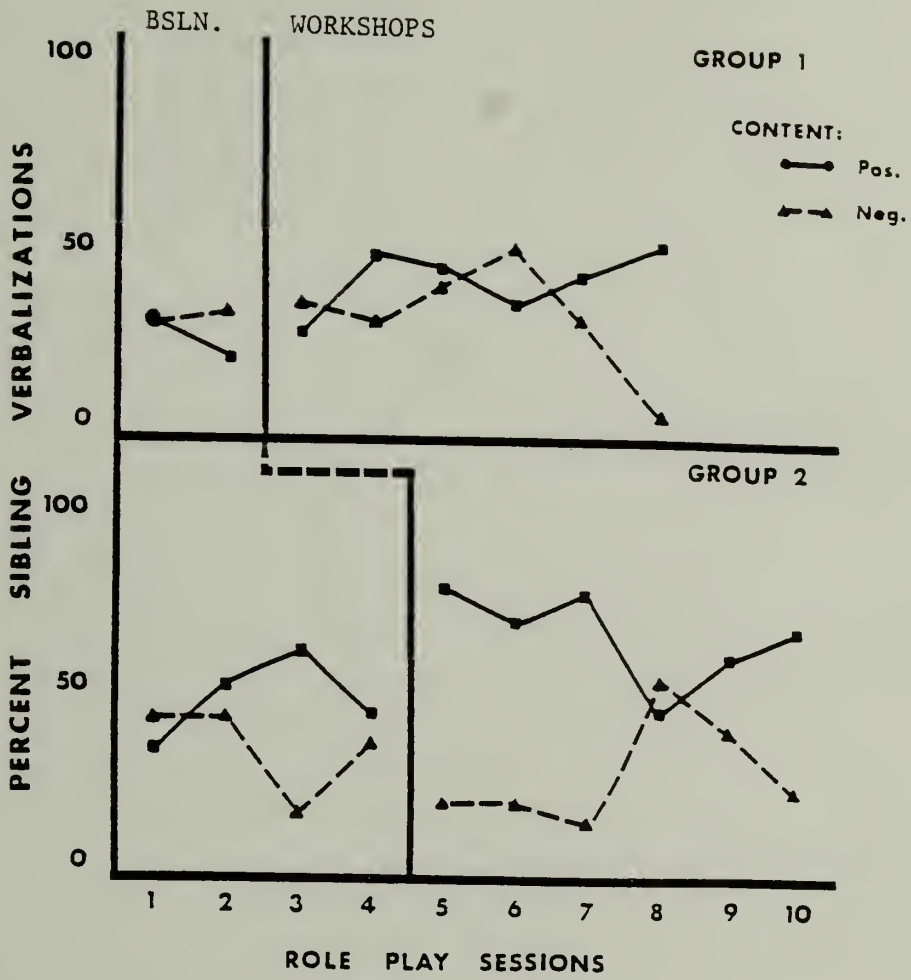 BSLN. WORKSHOPS
100
GROUP 1
CONTENT:
Pos.
Neg.
50
0
PERCENT SIBLING VERBALIZATIONS
GROUP 2
100
50
0
1 2 3 4 5 6 7 8 9 10
ROLE PLAY SESSIONS